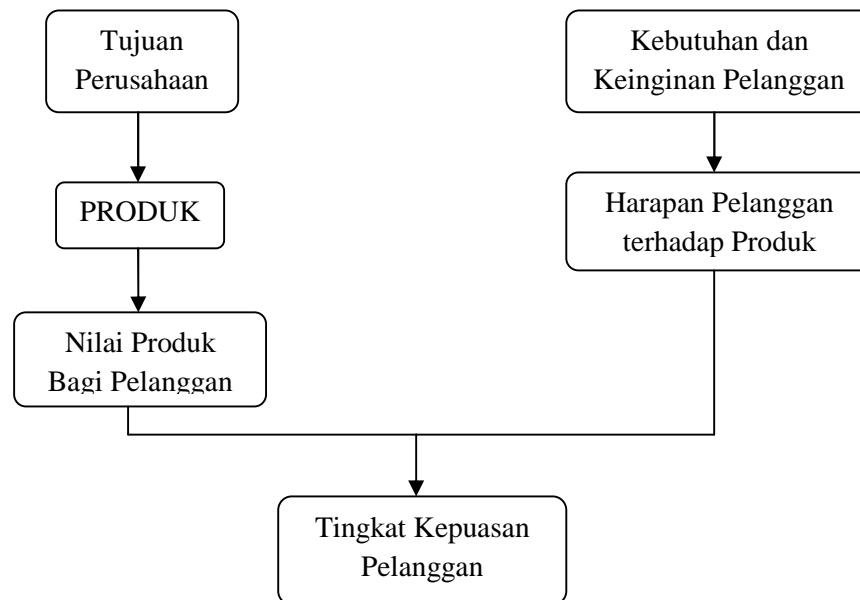 Tujuan
Perusahaan
Kebutuhan dan
Keinginan Pelanggan
PRODUK
Harapan Pelanggan
terhadap Produk
Nilai Produk
Bagi Pelanggan
Tingkat Kepuasan
Pelanggan